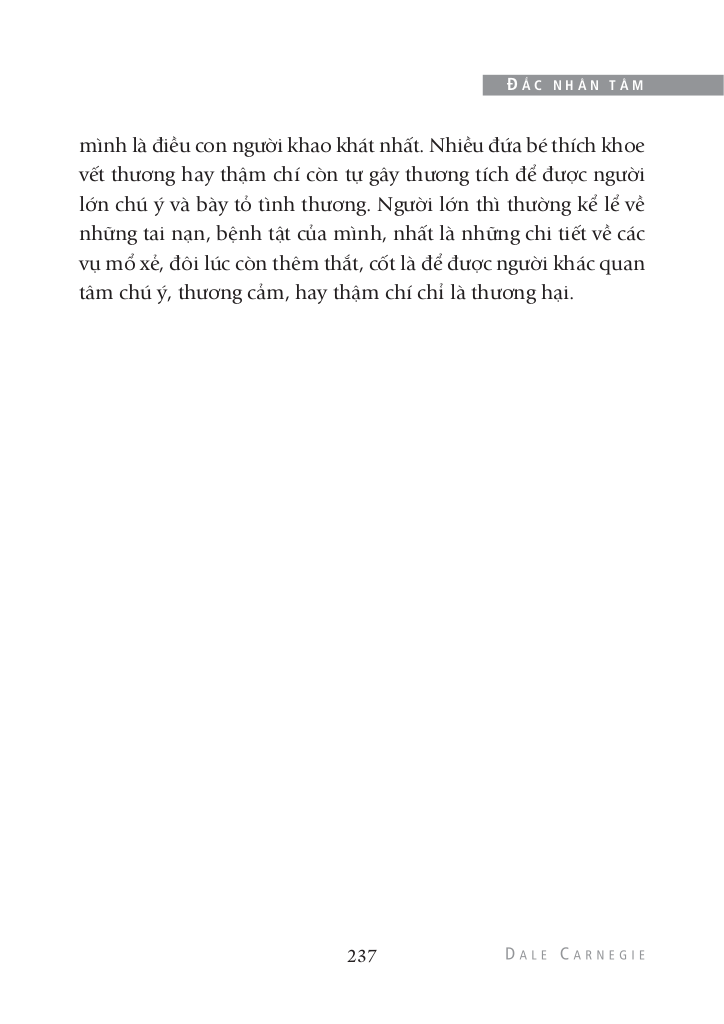 ĐẮC NHÂN TÂM
mình là điều con người khao khát nhất. Nhiều đứa bé thích khoe
vết thương hay thậm chí còn tự gây thương tích để được người
lớn chú ý và bày tỏ tình thương. Người lớn thì thường kể lể về
những tai nạn, bệnh tật của mình, nhất là những chi tiết về các
vụ mổ xẻ, đôi lúc còn thêm thắt, cốt là để được người khác quan
tâm chú ý, thương cảm, hay thậm chí chỉ là thương hại.
237
DALE CARNEGIE